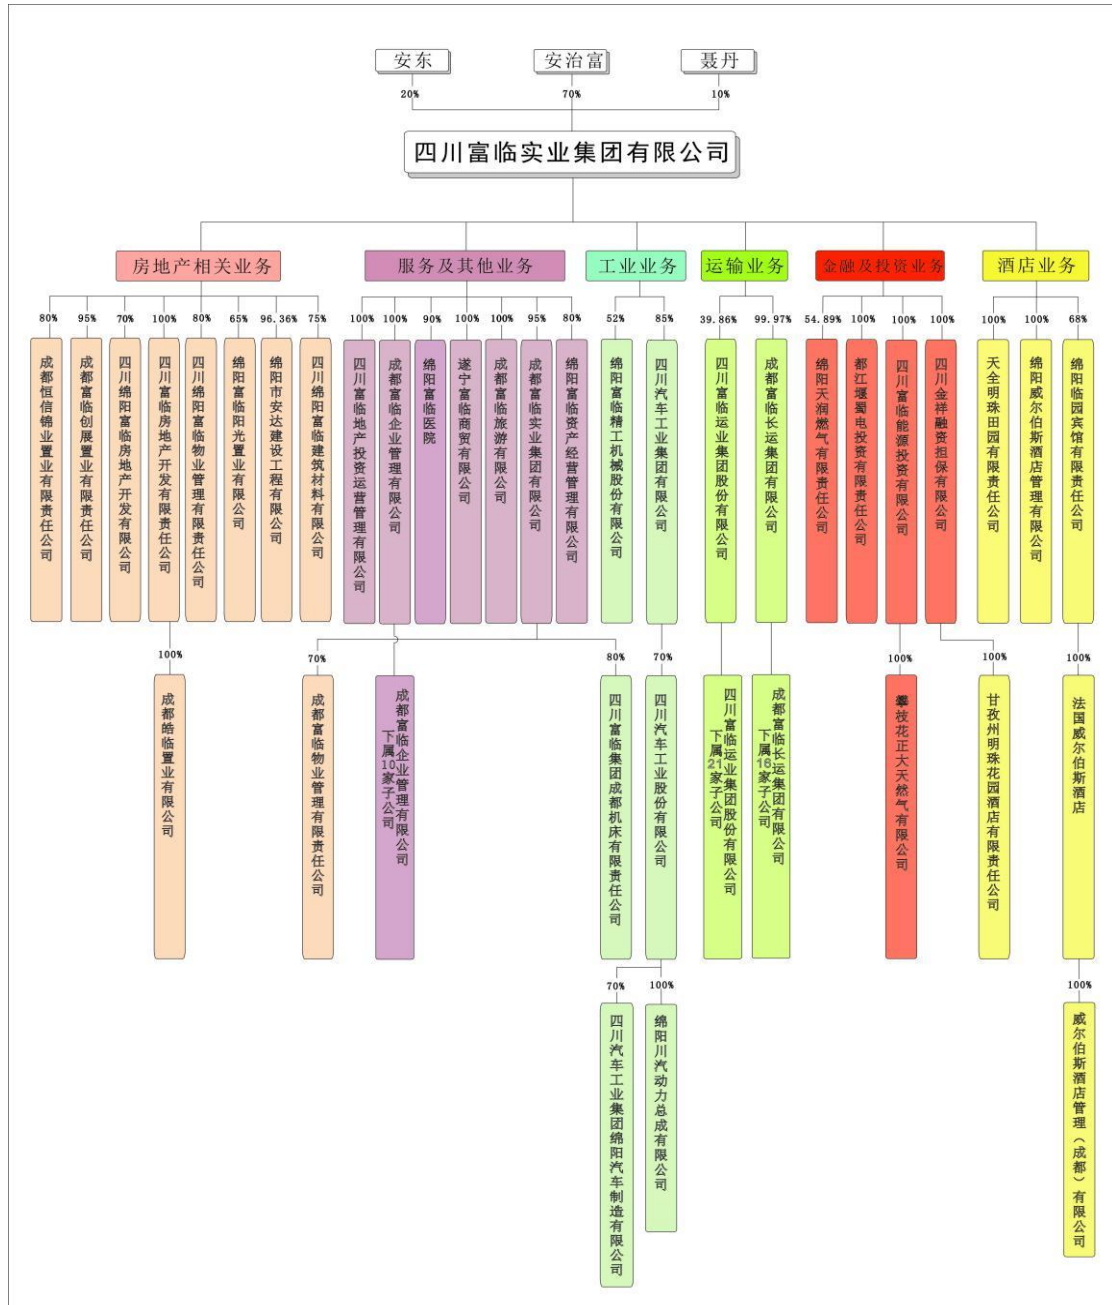 安东
安治富
聂丹
20%
70%
10%
四川富临实业集团有限公司
房地产相关业务
服务及其他业务
工业业务
运输业务
金融及投资业务
酒店业务
80%
95%
70%
100%
80%
65%
96.36%
75%
100%
100%
90%
100%
100%
95%
80%
52%
85%
39.86%
99.97%
54.89%
100%
100%
100%
100%
100%
68%
成都恒信锦业置业有限责任公司
成都富临创展置业有限责任公司
四川绵阳富临房地产开发有限公司
四川富临房地产开发有限责任公司
四川绵阳富临物业管理有限责任公司
绵阳富临阳光置业有限公司
绵阳市安达建设工程有限公司
四川绵阳富临建筑材料有限公司
四川富临地产投资运营管理有限公司
成都富临企业管理有限公司
绵阳富临医院
遂宁富临商贸有限公司
成都富临旅游有限公司
成都富临实业集团有限公司
绵阳富临资产经营管理有限公司
绵阳富临精工机械股份有限公司
四川汽车工业集团有限公司
四川富临运业集团股份有限公司
成都富临长运集团有限公司
绵阳天润燃气有限责任公司
都江堰蜀电投资有限责任公司
四川富临能源投资有限公司
四川金祥融资担保有限公司
天全明珠田园有限责任公司
绵阳威尔伯斯酒店管理有限公司
绵阳临园宾馆有限责任公司
100%
70%
80%
70%
100%
100%
100%
成都皓临置业有限公司
成都富临物业管理有限责任公司
成都富临企业管理有限公司
下属10家子公司
四川富临集团成都机床有限责任公司
四川汽车工业股份有限公司
四川富临运业集团股份有限公司
下属21家子公司
成都富临长运集团有限公司
下属16家子公司
攀枝花正大天然气有限公司
甘孜州明珠花园酒店有限责任公司
法国威尔伯斯酒店
70%
100%
100%
四川汽车工业集团绵阳汽车制造有限公司
绵阳川汽动力总成有限公司
威尔伯斯酒店管理（成都）有限公司